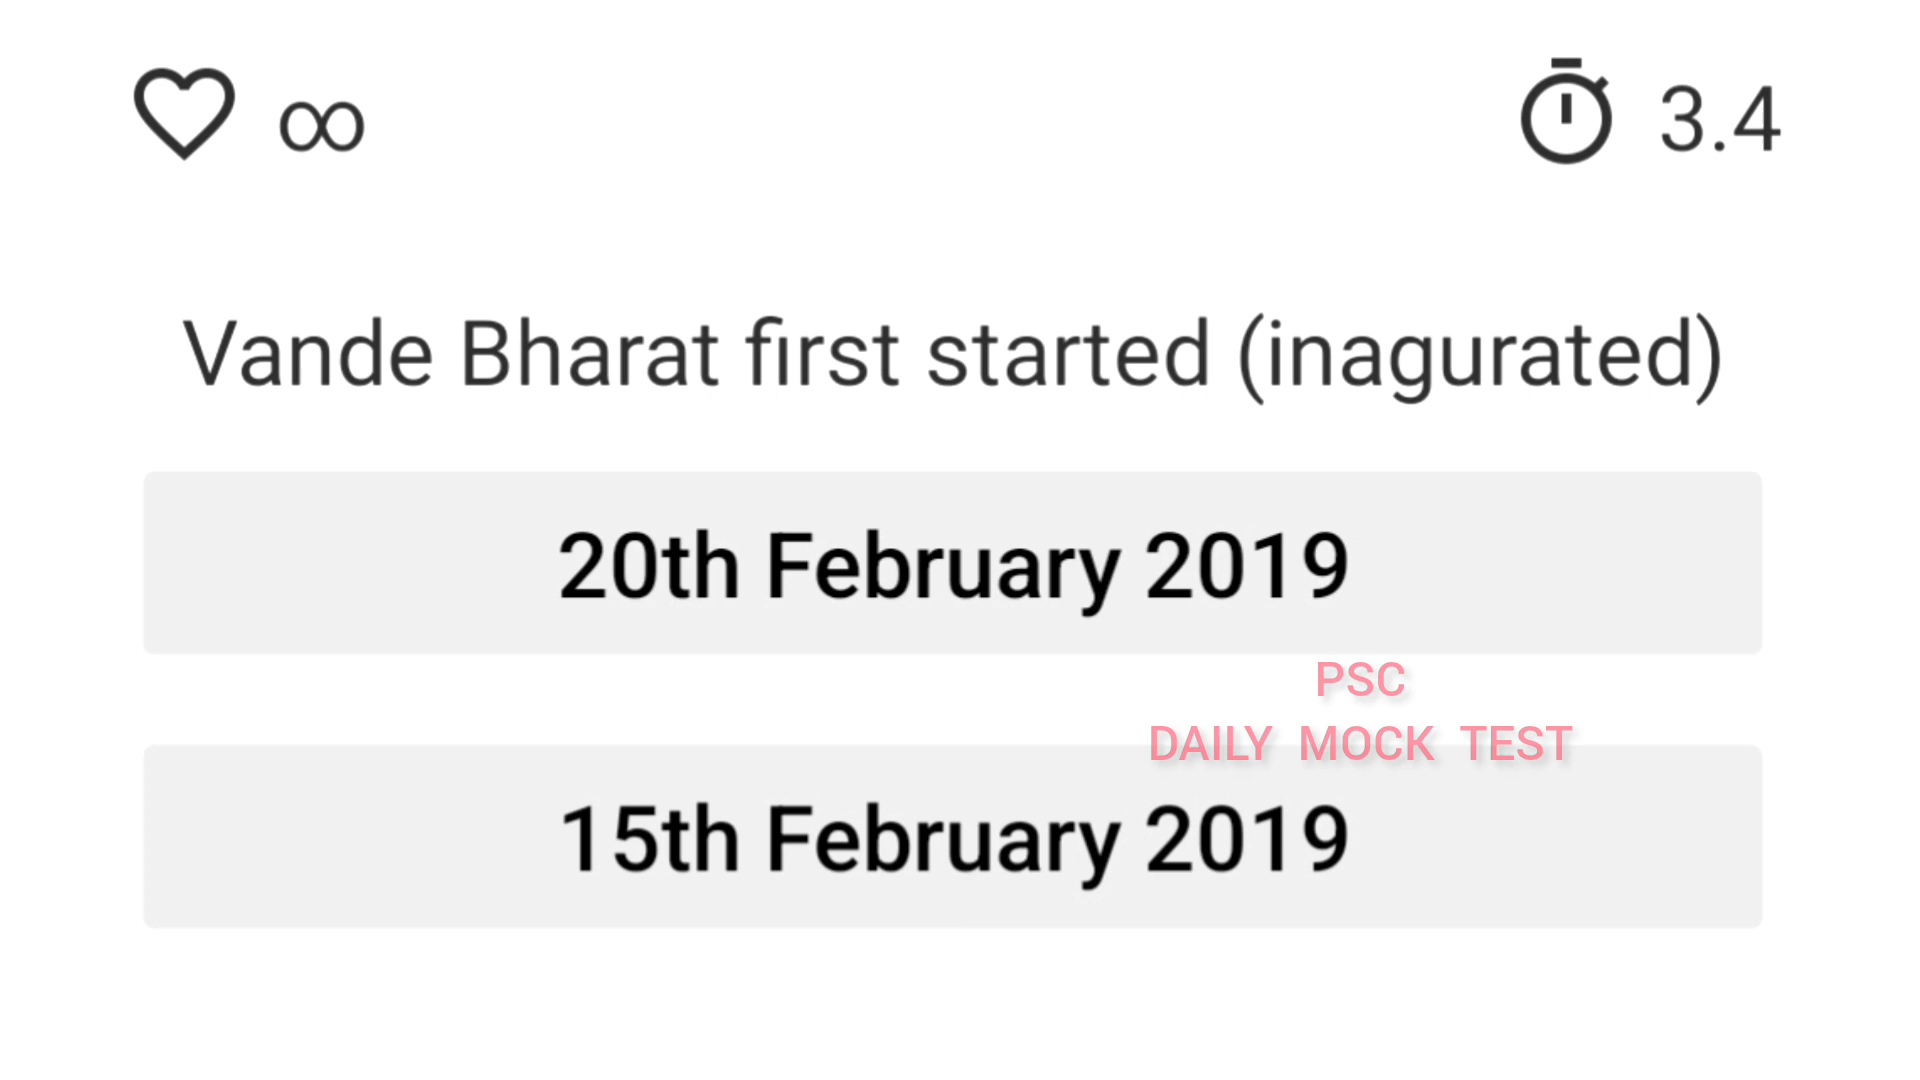 ∞ 3.4
Vande Bharat first started (inagurated)
20th February 2019
PSC
DAILY MOCK TEST
15th February 2019